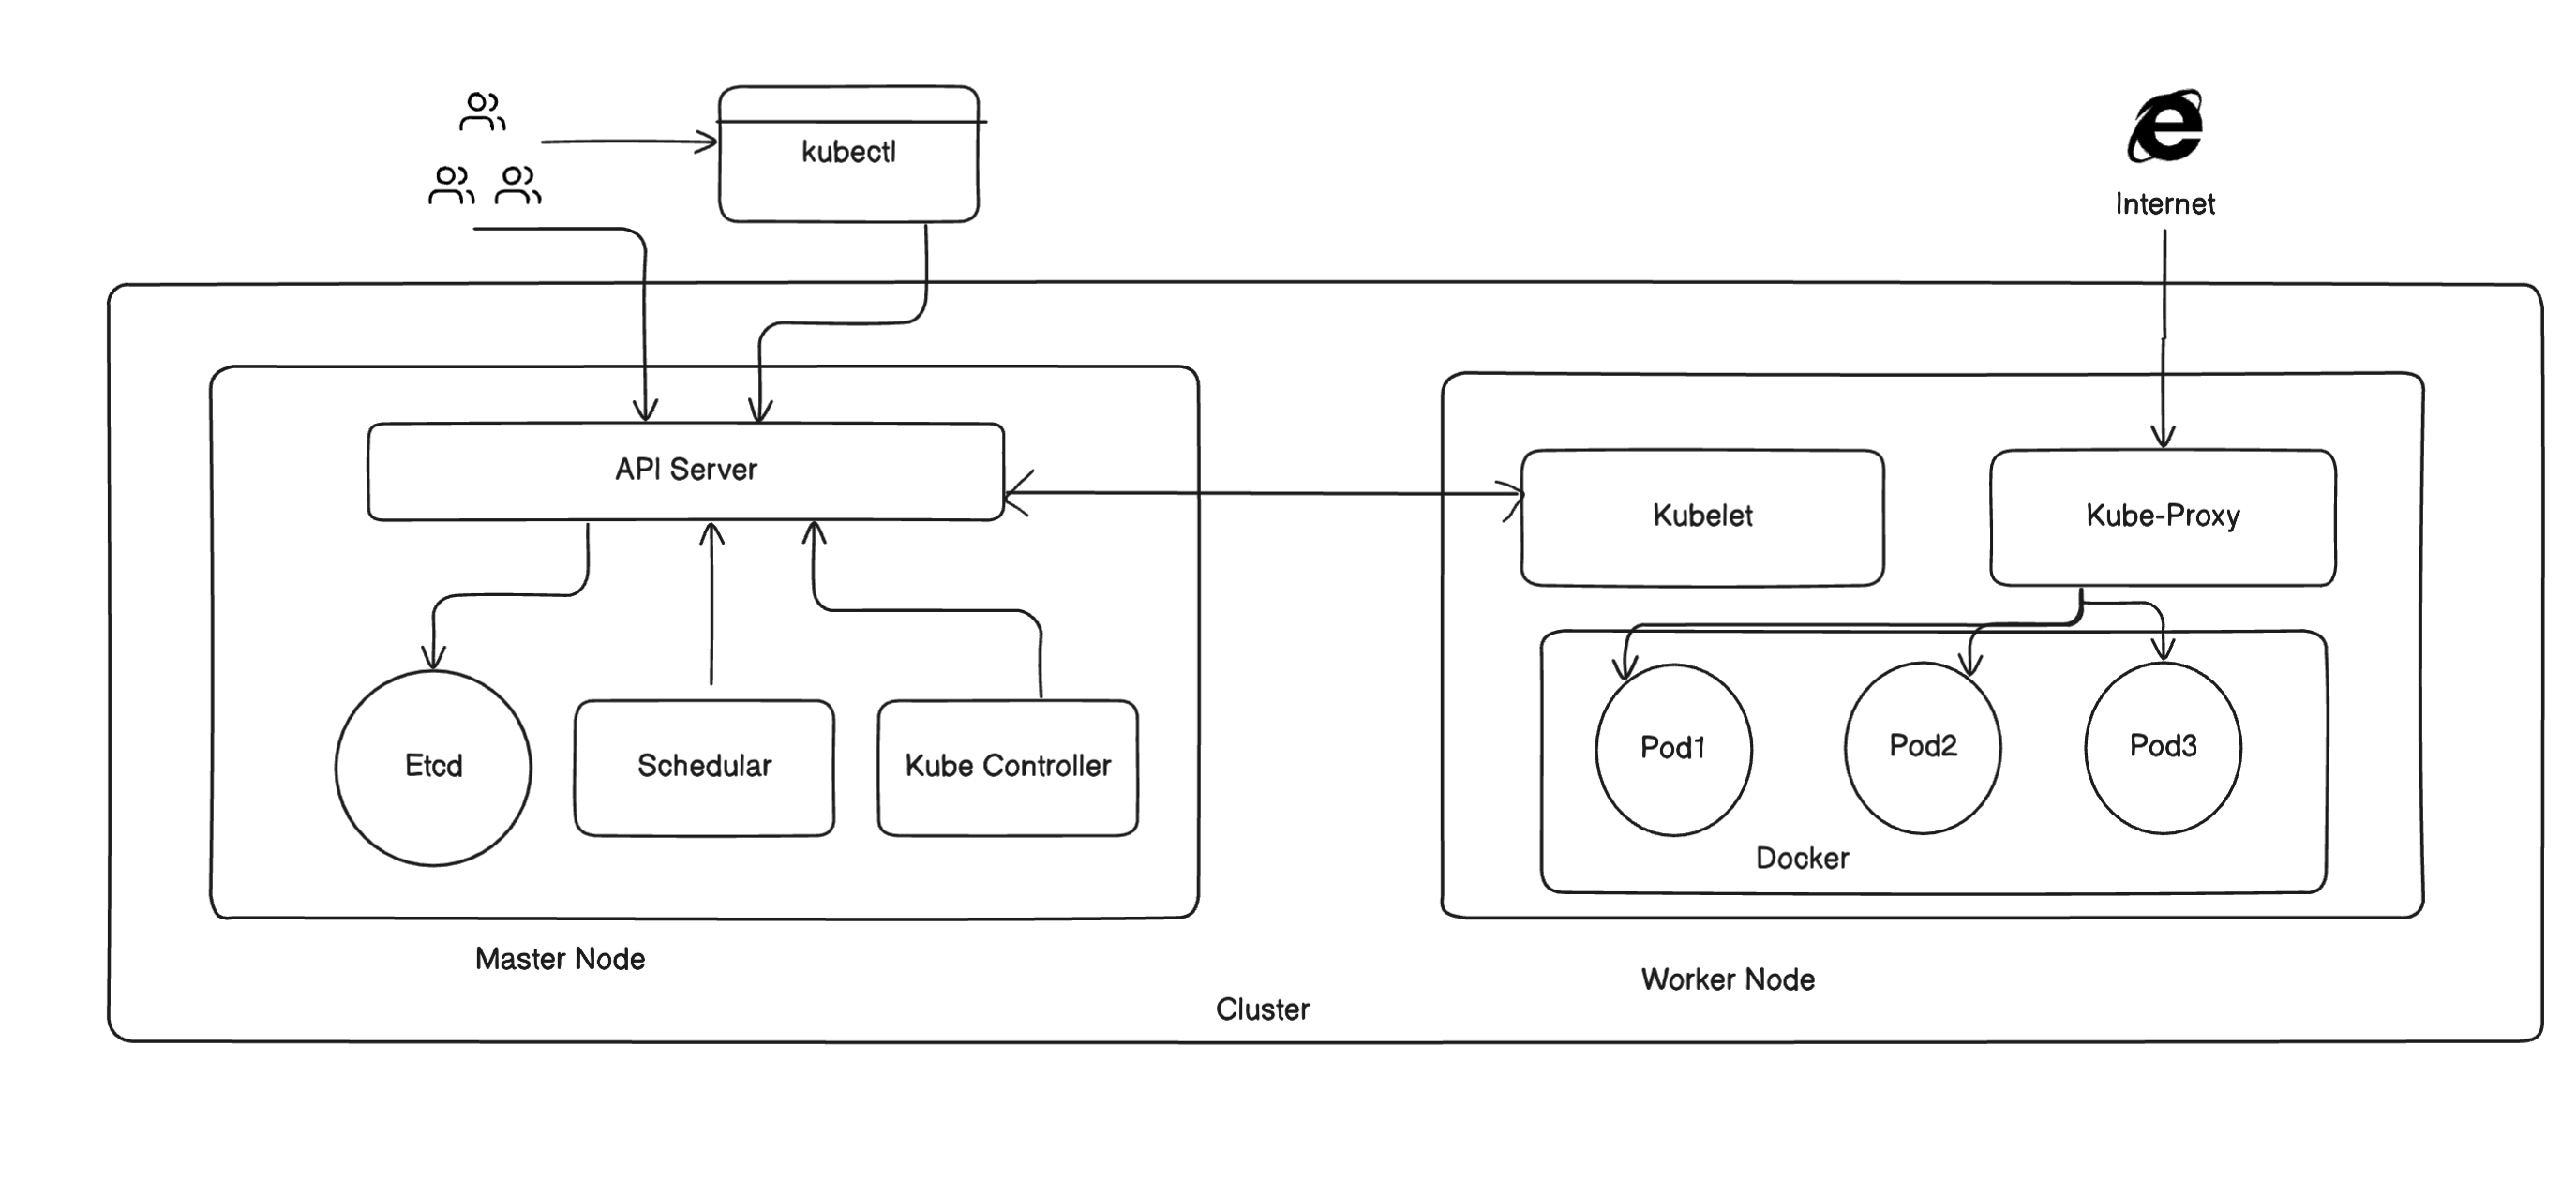 kubectl
Internet
API Server
Kubelet
Kube-Proxy
Etcd
Schedular
Kube Controller
Pod1
Pod2
Pod3
Docker
Master Node
Worker Node
Cluster